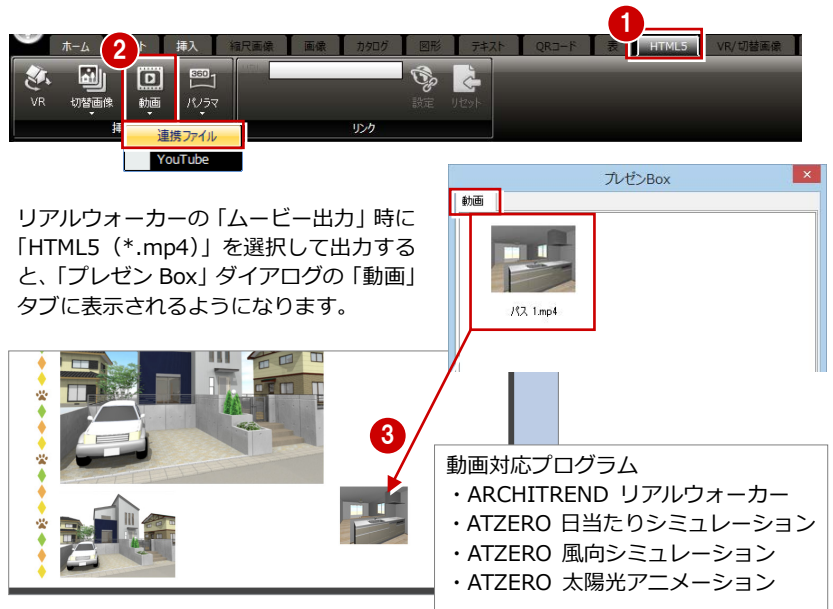 1
ホーム
挿入 縮尺画像 画像 カタログ 図形 テキスト QRコード 表 HTML5 VR/切替画像
2
360
VR 切替画像 動画 パノラマ
設定 リセット
リンク
連携ファイル
YouTube
プレゼンBox
動画
リアルウォーカーの「ムービー出力」時に
「HTML5（*.mp4）」を選択して出力する
と、「プレゼン Box」ダイアログの「動画」
タブに表示されるようになります。
パス 1.mp4
3
動画対応プログラム
・ARCHITREND リアルウォーカー
・ATZERO 日当たりシミュレーション
・ATZERO 風向シミュレーション
・ATZERO 太陽光アニメーション